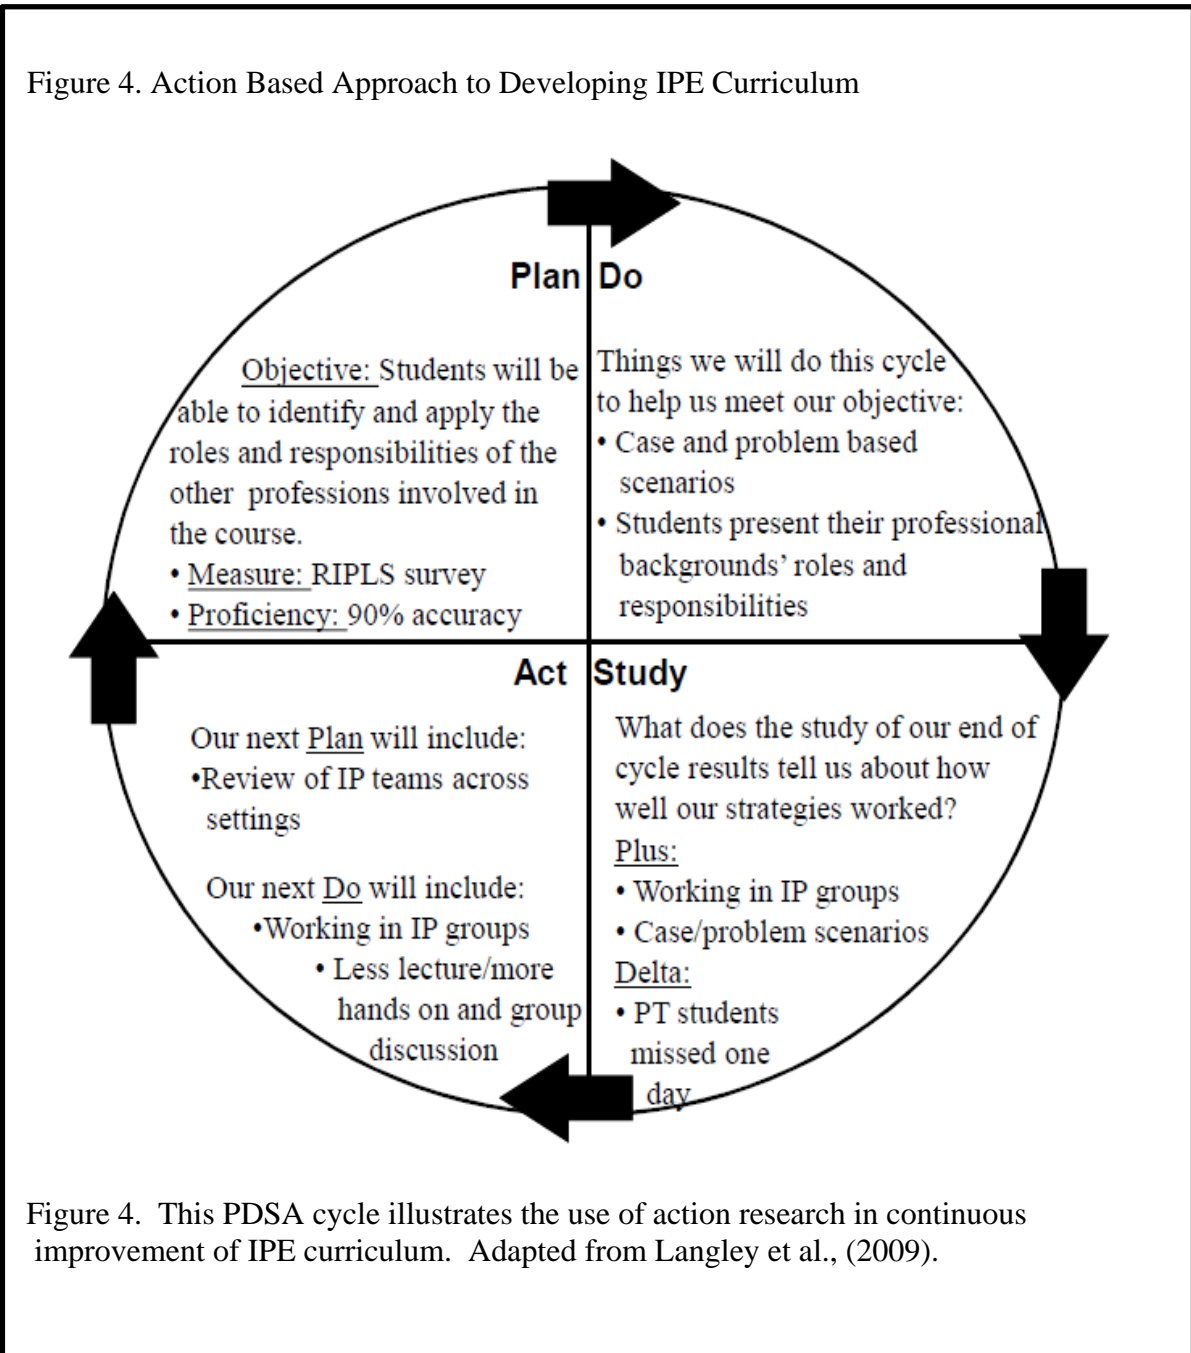 Figure 4. Action Based Approach to Developing IPE Curriculum
Plan
Objective: Students will be
able to identify and apply the
roles and responsibilities of the
other professions involved in
the course.
• Measure: RIPLS survey
• Proficiency: 90% accuracy
Do
Things we will do this cycle
to help us meet our objective:
• Case and problem based
scenarios
• Students present their professional
backgrounds’ roles and
responsibilities
Study
What does the study of our end of
cycle results tell us about how
well our strategies worked?
Plus:
• Working in IP groups
• Case/problem scenarios
Delta:
• PT students
missed one
day
Act
Our next Plan will include:
•Review of IP teams across
settings
Our next Do will include:
•Working in IP groups
• Less lecture/more
hands on and group
discussion
Figure 4. This PDSA cycle illustrates the use of action research in continuous
improvement of IPE curriculum. Adapted from Langley et al., (2009).